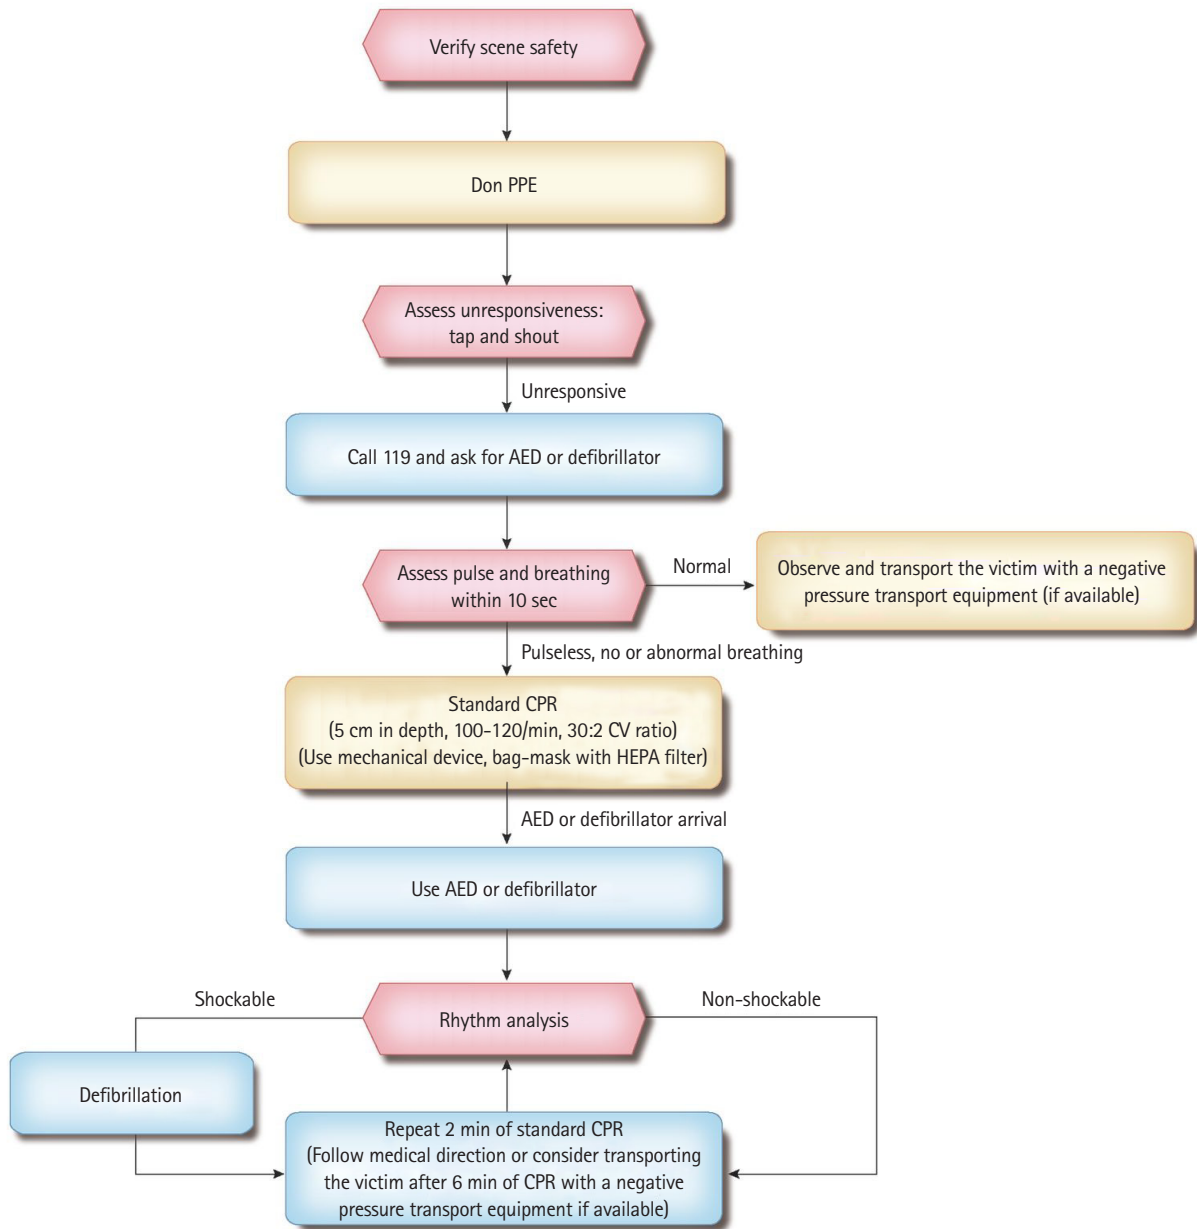 Verify scene safety
Don PPE
Assess unresponsiveness:
tap and shout
Unresponsive
Call 119 and ask for AED or defibrillator
Assess pulse and breathing
within 10 sec
Normal
Observe and transport the victim with a negative
pressure transport equipment (if available)
Pulseless, no or abnormal breathing
Standard CPR
(5 cm in depth, 100-120/min, 30:2 CV ratio)
(Use mechanical device, bag-mask with HEPA filter)
AED or defibrillator arrival
Use AED or defibrillator
Shockable
Rhythm analysis
Non-shockable
Defibrillation
Repeat 2 min of standard CPR
(Follow medical direction or consider transporting
the victim after 6 min of CPR with a negative
pressure transport equipment if available)